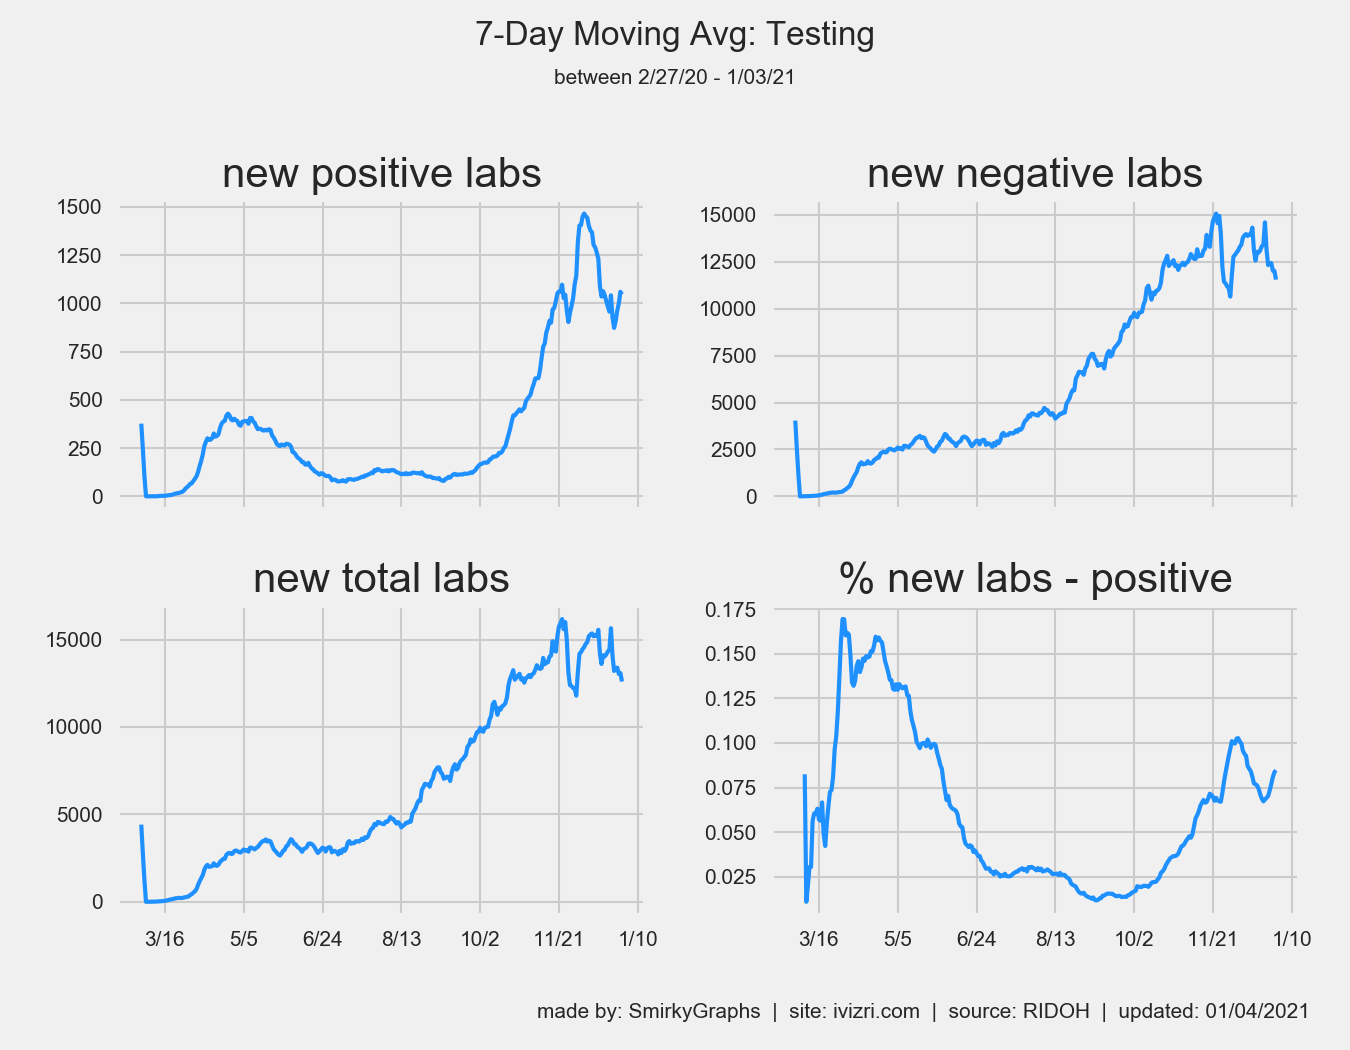 7-Day Moving Avg: Testing
between 2/27/20 - 1/03/21
new positive labs
1500
1250
1000
750
500
250
0
new negative labs
15000
12500
10000
7500
5000
2500
0
new total labs
15000
10000
5000
0
3/16 5/5 6/24 8/13 10/2 11/21 1/10
% new labs - positive
0.175
0.150
0.125
0.100
0.075
0.050
0.025
3/16 5/5 6/24 8/13 10/2 11/21 1/10
made by: SmirkyGraphs | site: ivizri.com | source: RIDOH | updated: 01/04/2021